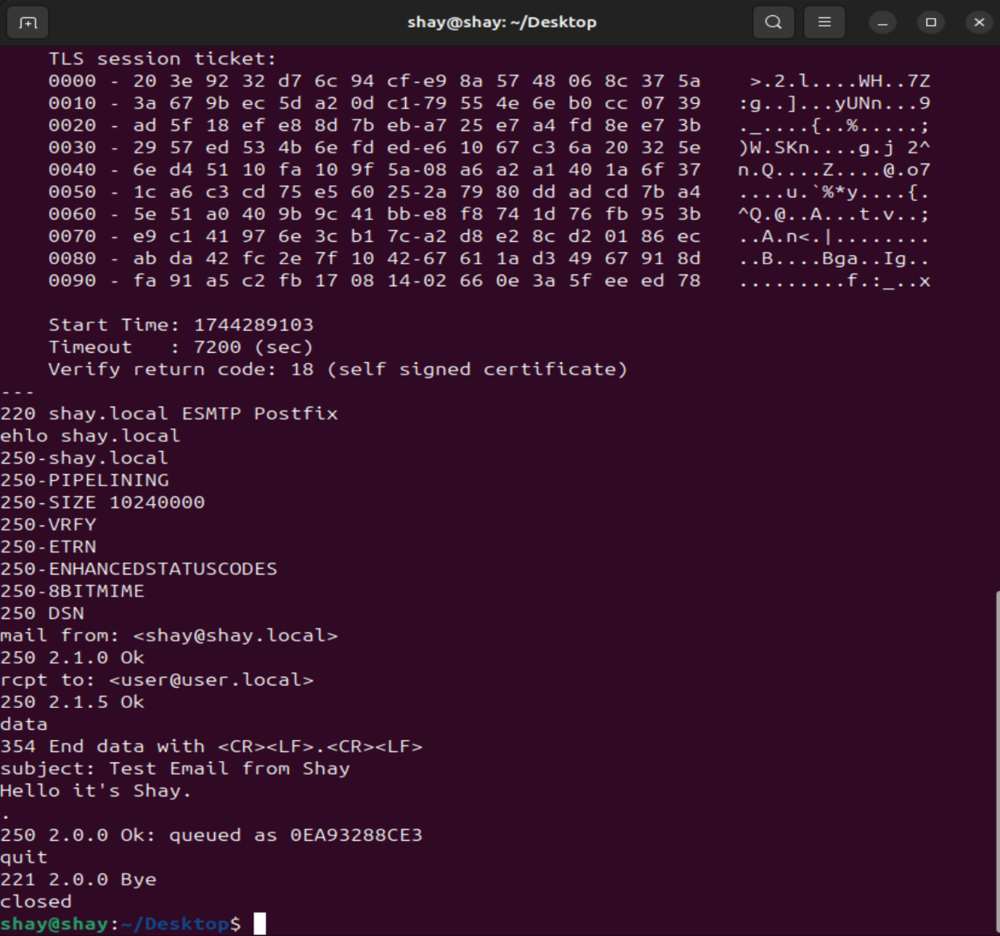 shay@shay: ~/Desktop
TLS session ticket:
0000 - 20 3e 92 32 d7 6c 94 cf-e9 8a 57 48 06 8c 37 5a    >.2.l....WH..7Z
0010 - 3a 67 9b ec 5d a2 0d c1-79 55 4e 6e b0 cc 07 39   :g..]...yUNn...9
0020 - ad 5f 18 ef e8 8d 7b eb-a7 25 e7 a4 fd 8e e7 3b   ._....{..%.....;
0030 - 29 57 ed 53 4b 6e fd ed-e6 10 67 c3 6a 20 32 5e   )W.SKn....g.j 2^
0040 - 6e d4 51 10 fa 10 9f 5a-08 a6 a2 a1 40 1a 6f 37   n.Q....Z....@.o7
0050 - 1c a6 c3 cd 75 e5 60 25-2a 79 80 dd ad cd 7b a4   ....u.`%*y....{.
0060 - 5e 51 a0 40 9b 9c 41 bb-e8 f8 74 1d 76 fb 95 3b   ^Q.@..A...t.v..;
0070 - e9 c1 41 97 6e 3c b1 7c-a2 d8 e2 8c d2 01 86 ec   ..A.n<.|........
0080 - ab da 42 fc 2e 7f 10 42-67 61 1a d3 49 67 91 8d   ..B....Bga..Ig..
0090 - fa 91 a5 c2 fb 17 08 14-02 66 0e 3a 5f ee ed 78   .........f.:_..x
Start Time: 1744289103
Timeout   : 7200 (sec)
Verify return code: 18 (self signed certificate)
---
220 shay.local ESMTP Postfix
ehlo shay.local
250-shay.local
250-PIPELINING
250-SIZE 10240000
250-VRFY
250-ETRN
250-ENHANCEDSTATUSCODES
250-8BITMIME
250 DSN
mail from: <shay@shay.local>
250 2.1.0 Ok
rcpt to: <user@user.local>
250 2.1.5 Ok
data
354 End data with <CR><LF>.<CR><LF>
subject: Test Email from Shay
Hello it's Shay.
.
250 2.0.0 Ok: queued as 0EA93288CE3
quit
221 2.0.0 Bye
closed
shay@shay:~/Desktop$